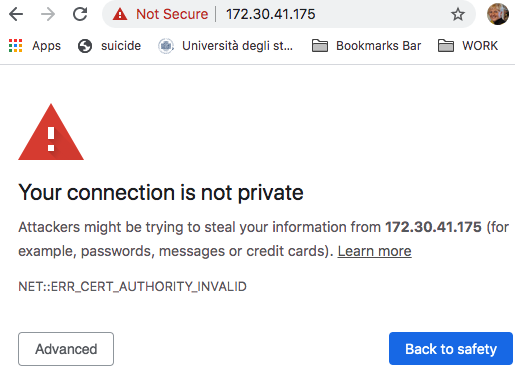 Not Secure | 172.30.41.175
Apps suicide Università degli st... Bookmarks Bar WORK
Your connection is not private
Attackers might be trying to steal your information from 172.30.41.175 (for
example, passwords, messages or credit cards). Learn more
NET::ERR_CERT_AUTHORITY_INVALID
Advanced Back to safety